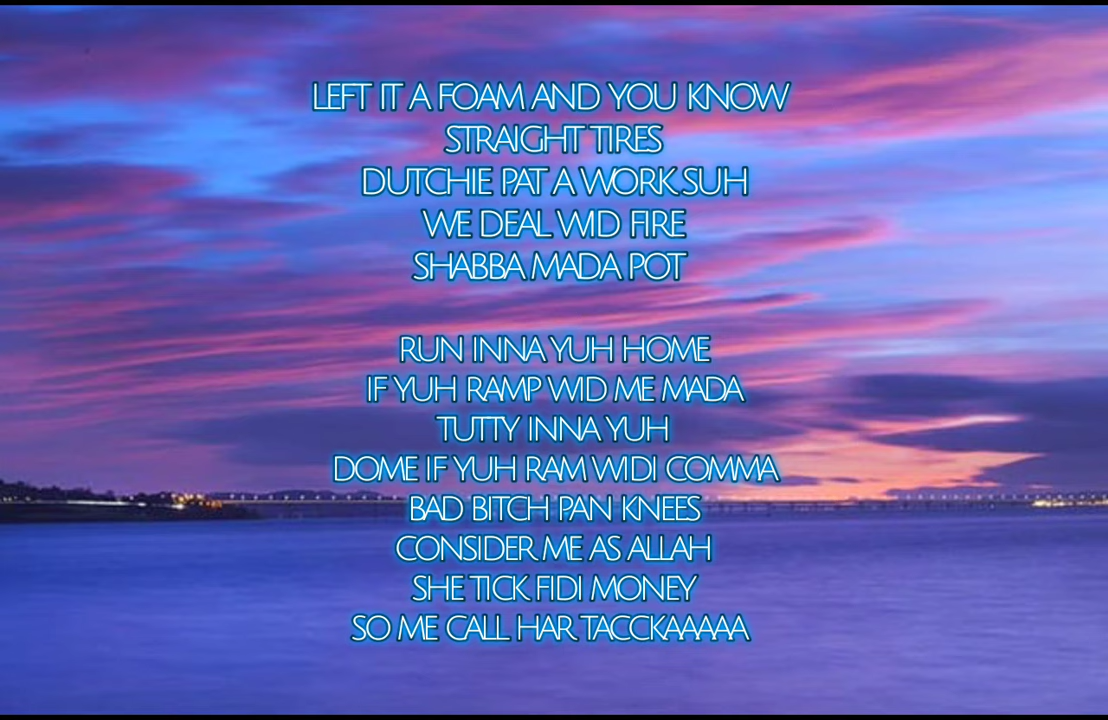 LEFT IT A FOAM AND YOU KNOW
STRAIGHT TIRES
DUTCHIE PAT A WORK SUH
WE DEAL WID FIRE
SHABBA MADA POT
RUN INNA YUH HOME
IF YUH RAMP WID ME MADA
TUTTY INNA YUH
DOME IF YUH RAM WIDI COMMA
BAD BITCH PAN KNEES
CONSIDER ME AS ALLAH
SHE TICK FIDI MONEY
SO ME CALL HAR TACCKAAAAA